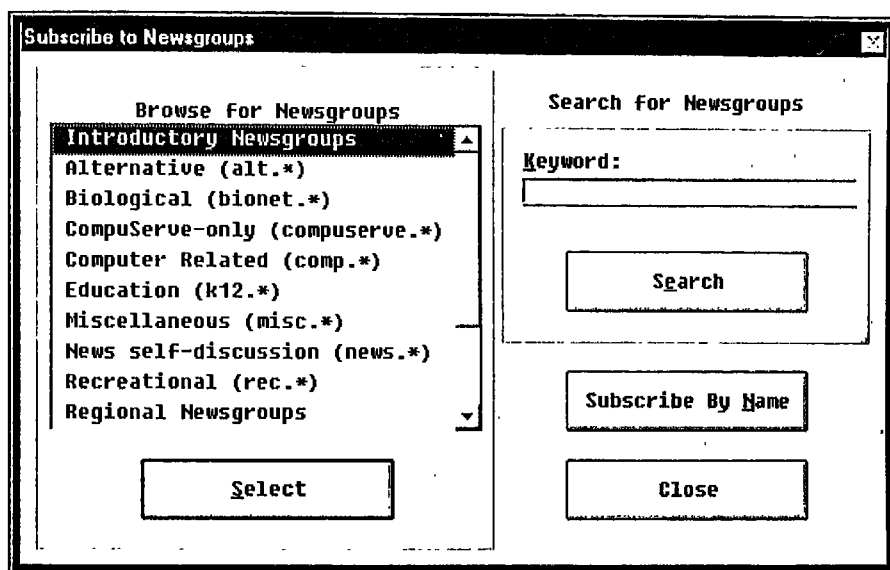 Subscribe to Newsgroups
Browse for Newsgroups
Introductory Newsgroups
Alternative (alt.*)
Biological (bionet.*)
CompuServe-only (compuserve.*)
Computer Related (comp.*)
Education (k12.*)
Miscellaneous (misc.*)
News self-discussion (news.*)
Recreational (rec.*)
Regional Newsgroups
Select
Search for Newsgroups
Keyword:
Search
Subscribe By Name
Close